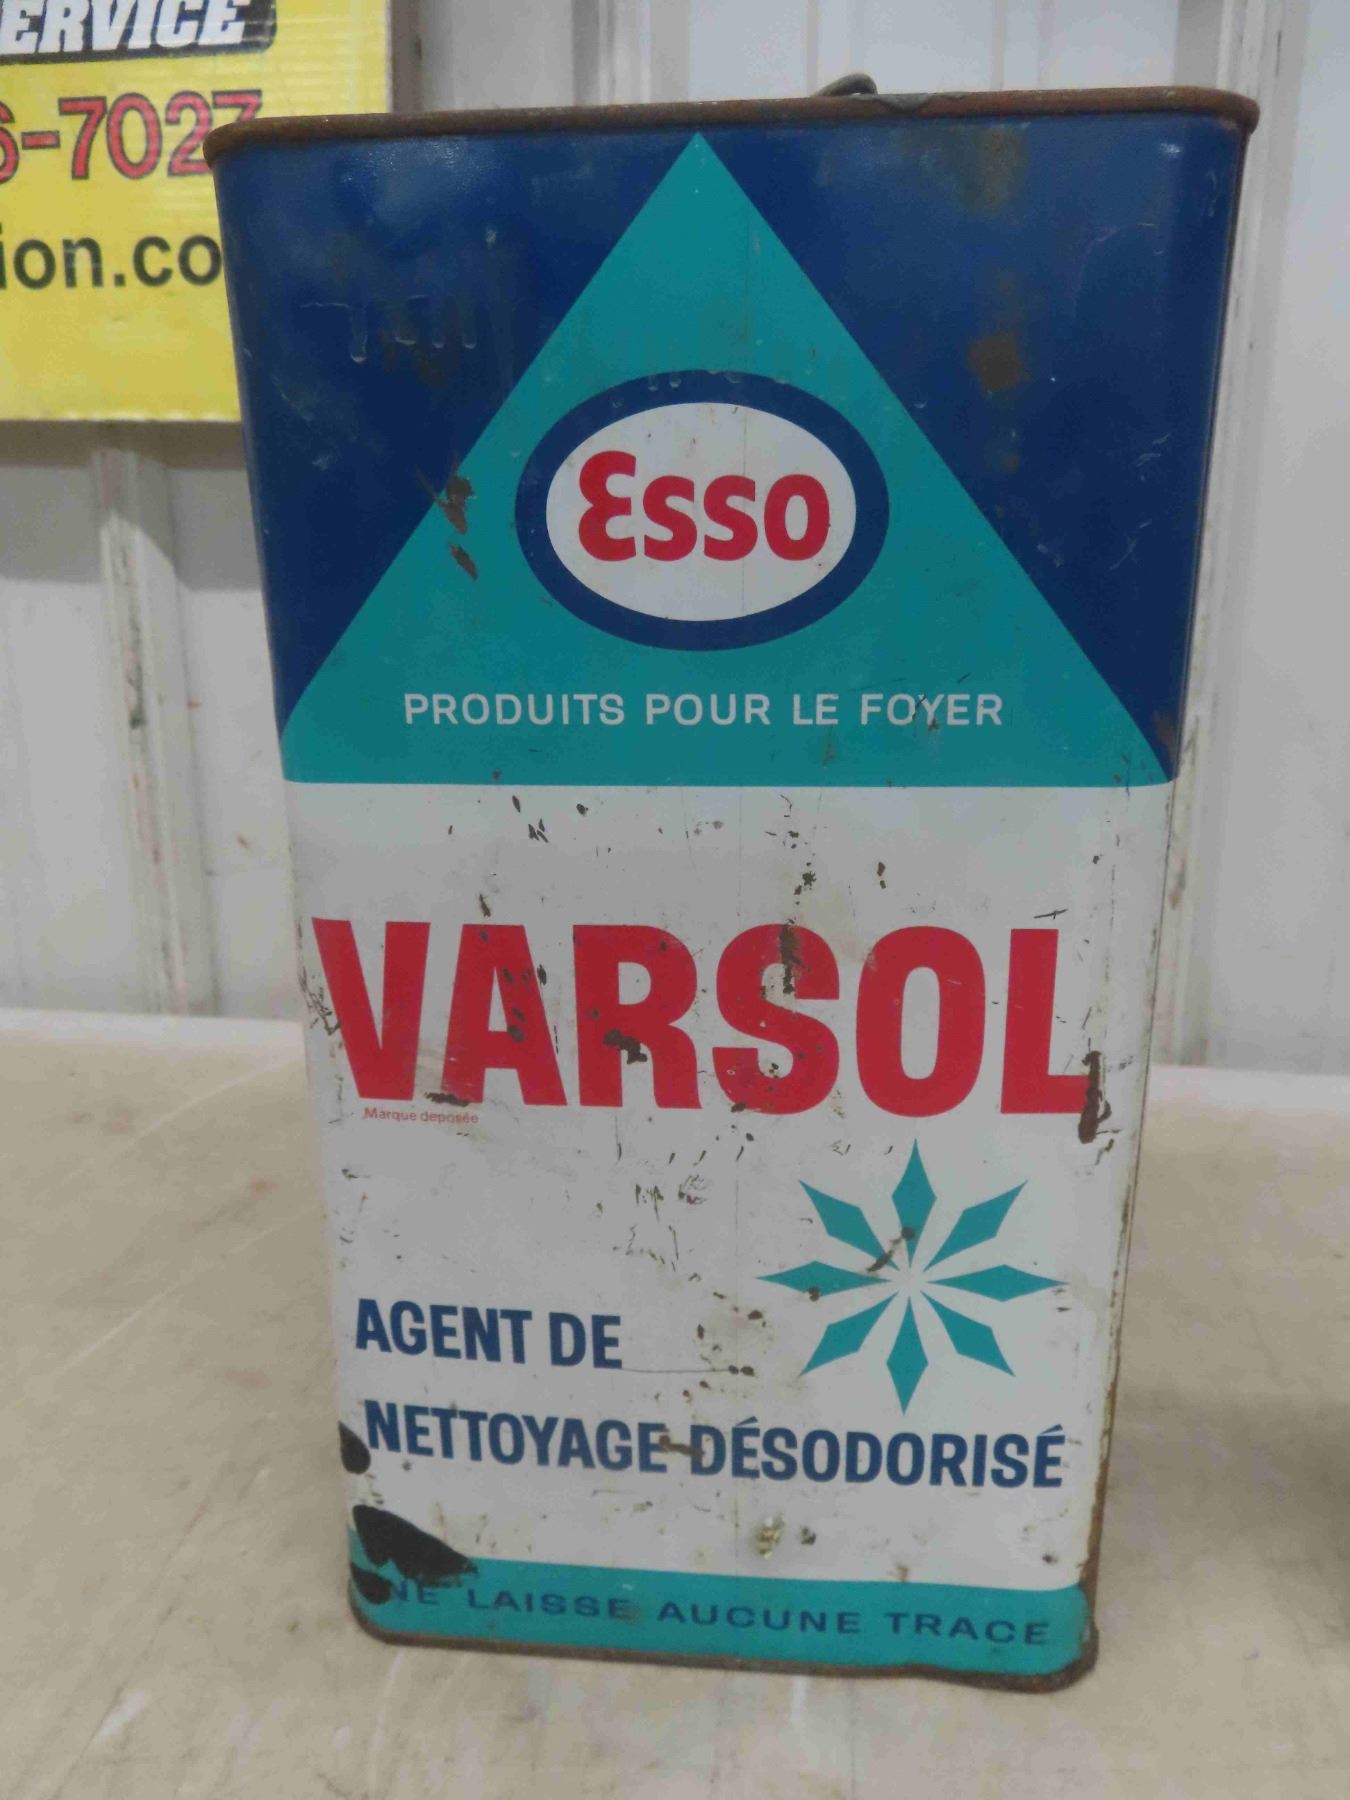 ERVICE
6-7027
ion.co
Esso
PRODUITS POUR LE FOYER
VARSOL
Marque deposée
AGENT DE
NETTOYAGE DÉSODORISÉ
NE LAISSE AUCUNE TRACE